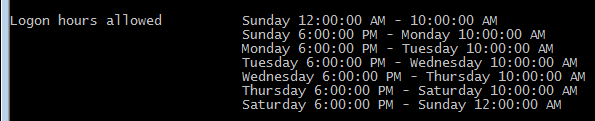 Logon hours allowed Sunday 12:00:00 AM - 10:00:00 AM
Sunday 6:00:00 PM - Monday 10:00:00 AM
Monday 6:00:00 PM - Tuesday 10:00:00 AM
Tuesday 6:00:00 PM - Wednesday 10:00:00 AM
Wednesday 6:00:00 PM - Thursday 10:00:00 AM
Thursday 6:00:00 PM - Saturday 10:00:00 AM
Saturday 6:00:00 PM - Sunday 12:00:00 AM